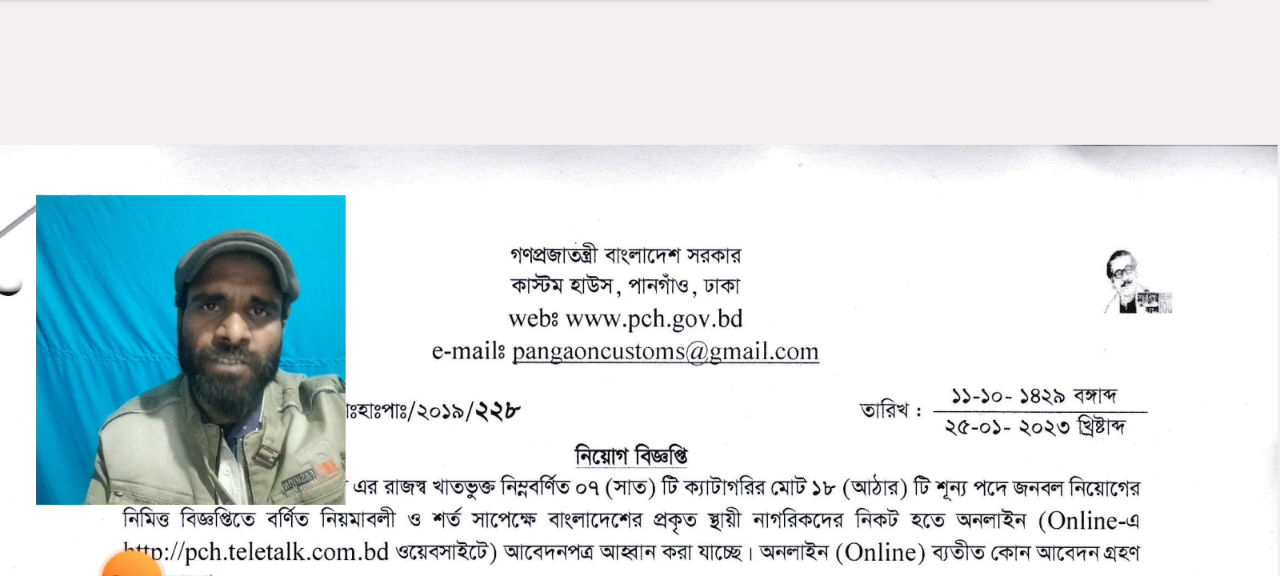 গণপ্রজাতন্ত্রী বাংলাদেশ সরকার
কাস্টম হাউস, পানগাঁও, ঢাকা
webঃ www.pch.gov.bd
e-mailঃ pangaoncustoms@gmail.com
মুজিব
হাঃপাঃ/২০১৯/২২৮
তারিখ :
১১-১০- ১৪২৯ বঙ্গাব্দ
২৫-০১- ২০২৩ খ্রিষ্টাব্দ
নিয়োগ বিজ্ঞপ্তি
এর রাজস্ব খাতভুক্ত নিম্নবর্ণিত ০৭ (সাত) টি ক্যাটাগরির মোট ১৮ (আঠার) টি শূন্য পদে জনবল নিয়োগের
নিমিত্ত বিজ্ঞপ্তিতে বর্ণিত নিয়মাবলী ও শর্ত সাপেক্ষে বাংলাদেশের প্রকৃত স্থায়ী নাগরিকদের নিকট হতে অনলাইন (Online-এ
http://pch.teletalk.com.bd ওয়েবসাইটে) আবেদনপত্র আহবান করা যাচ্ছে। অনলাইন (Online) ব্যতীত কোন আবেদন গ্রহণ